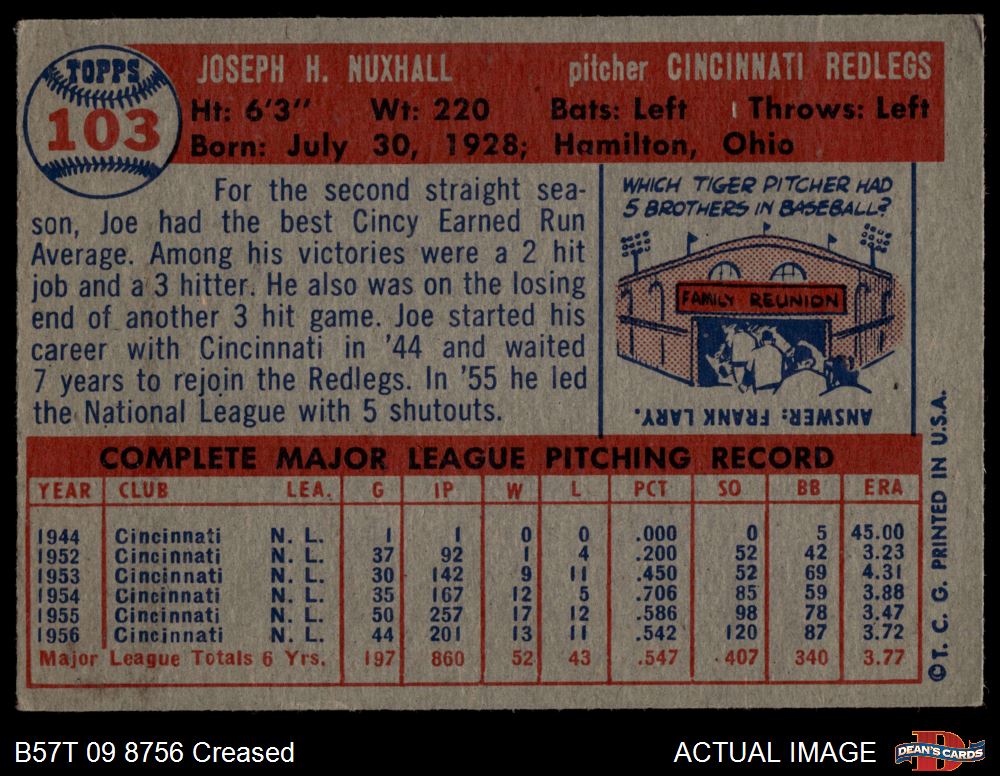 TOPPS
103
JOSEPH H. NUXHALL pitcher CINCINNATI REDLEGS
Ht: 6'3" Wt: 220 Bats: Left Throws: Left
Born: July 30, 1928; Hamilton, Ohio
For the second straight sea-
son, Joe had the best Cincy Earned Run
Average. Among his victories were a 2 hit
job and a 3 hitter. He also was on the losing
end of another 3 hit game. Joe started his
career with Cincinnati in '44 and waited
7 years to rejoin the Redlegs. In '55 he led
the National League with 5 shutouts.
WHICH TIGER PITCHER HAD
5 BROTHERS IN BASEBALL?
FAMILY REUNION
ANSWER: FRANK LARY.
COMPLETE MAJOR LEAGUE PITCHING RECORD
YEAR CLUB LEA. G IP W L PCT SO BB ERA
1944 Cincinnati N. L. 1 1 0 0 .000 0 5 45.00
1952 Cincinnati N. L. 37 92 1 4 .200 52 42 3.23
1953 Cincinnati N. L. 30 142 9 11 .450 52 69 4.31
1954 Cincinnati N. L. 35 167 12 5 .706 85 59 3.88
1955 Cincinnati N. L. 50 257 17 12 .586 98 78 3.47
1956 Cincinnati N. L. 44 201 13 11 .542 120 87 3.72
Major League Totals 6 Yrs. 197 860 52 43 .547 407 340 3.77
© T. C. G. PRINTED IN U.S.A.
B57T 09 8756 Creased ACTUAL IMAGE
DEAN'S CARDS